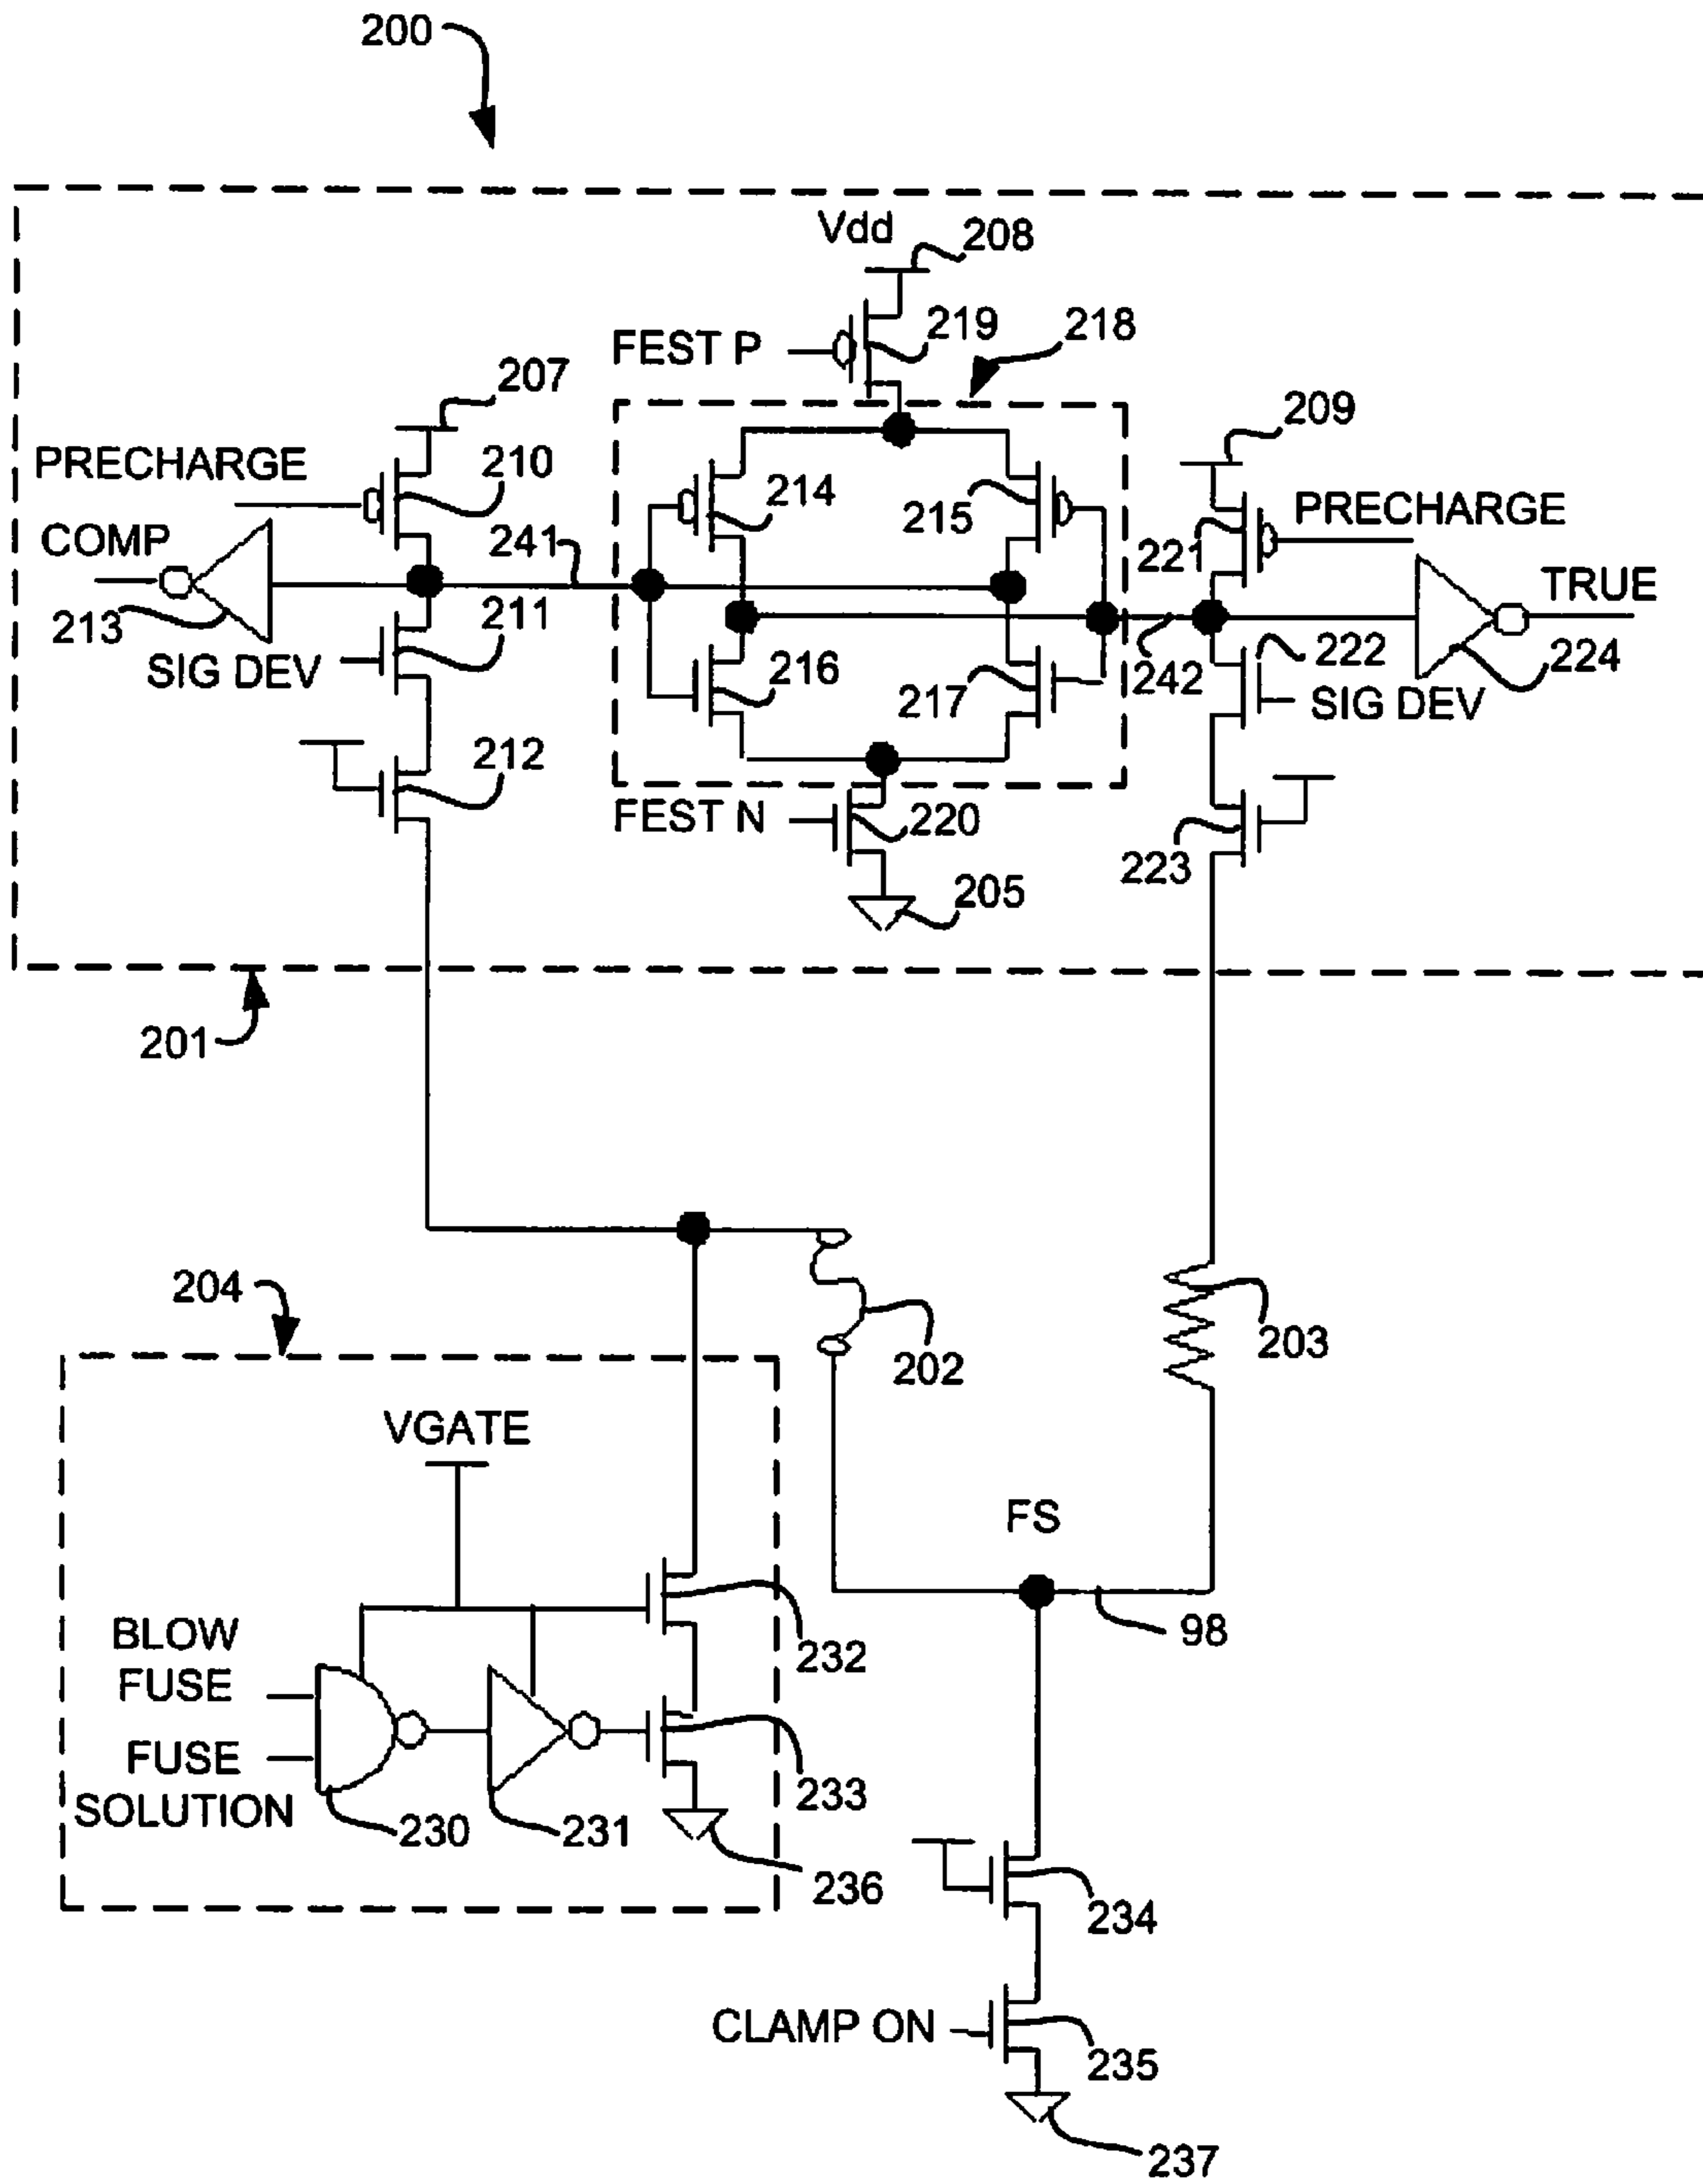 200
Vdd
208
FEST P
219
218
207
209
PRECHARGE
210
214
215
221
PRECHARGE
COMP
241
TRUE
213
211
SIG DEV
216
217
242
222
224
SIG DEV
212
FEST N
220
223
205
201
204
202
203
VGATE
FS
98
BLOW
FUSE
232
FUSE
SOLUTION
230
231
233
236
234
CLAMP ON
235
237